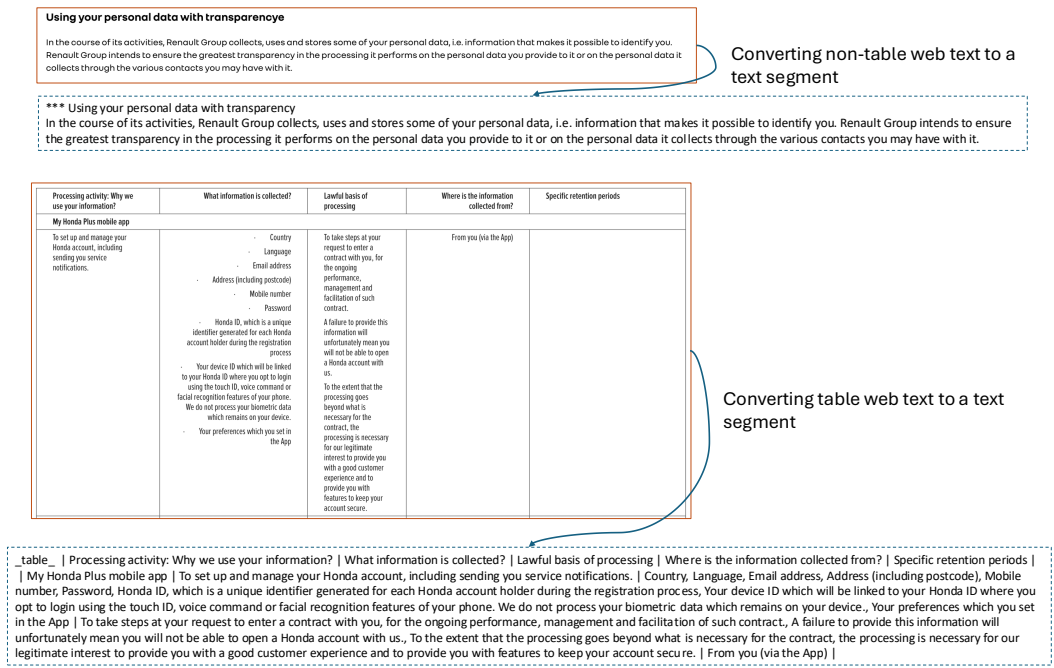 Using your personal data with transparencye
In the course of its activities, Renault Group collects, uses and stores some of your personal data, i.e. information that makes it possible to identify you.
Renault Group intends to ensure the greatest transparency in the processing it performs on the personal data you provide to it or on the personal data it
collects through the various contacts you may have with it.
Converting non-table web text to a
text segment
*** Using your personal data with transparency
In the course of its activities, Renault Group collects, uses and stores some of your personal data, i.e. information that makes it possible to identify you. Renault Group intends to ensure
the greatest transparency in the processing it performs on the personal data you provide to it or on the personal data it collects through the various contacts you may have with it.
Processing activity: Why we
use your information?
What information is collected?
Lawful basis of
processing
Where is the information
collected from?
Specific retention periods
My Honda Plus mobile app
To set up and manage your
Honda account, including
sending you service
notifications.
· Country
· Language
· Email address
· Address (including postcode)
· Mobile number
· Password
· Honda ID, which is a unique
identifier generated for each Honda
account holder during the registration
process
· Your device ID which will be linked
to your Honda ID where you opt to login
using the touch ID, voice command or
facial recognition features of your phone.
We do not process your biometric data
which remains on your device.
· Your preferences which you set in
the App
To take steps at your
request to enter a
contract with you, for
the ongoing
performance,
management and
facilitation of such
contract.
A failure to provide this
information will
unfortunately mean you
will not be able to open
a Honda account with
us.
To the extent that the
processing goes
beyond what is
necessary for the
contract, the
processing is necessary
for our legitimate
interest to provide you
with a good customer
experience and to
provide you with
features to keep your
account secure.
From you (via the App)
Converting table web text to a text
segment
_table_ | Processing activity: Why we use your information? | What information is collected? | Lawful basis of processing | Where is the information collected from? | Specific retention periods |
| My Honda Plus mobile app | To set up and manage your Honda account, including sending you service notifications. | Country, Language, Email address, Address (including postcode), Mobile
number, Password, Honda ID, which is a unique identifier generated for each Honda account holder during the registration process, Your device ID which will be linked to your Honda ID where you
opt to login using the touch ID, voice command or facial recognition features of your phone. We do not process your biometric data which remains on your device., Your preferences which you set
in the App | To take steps at your request to enter a contract with you, for the ongoing performance, management and facilitation of such contract., A failure to provide this information will
unfortunately mean you will not be able to open a Honda account with us., To the extent that the processing goes beyond what is necessary for the contract, the processing is necessary for our
legitimate interest to provide you with a good customer experience and to provide you with features to keep your account secure. | From you (via the App) |